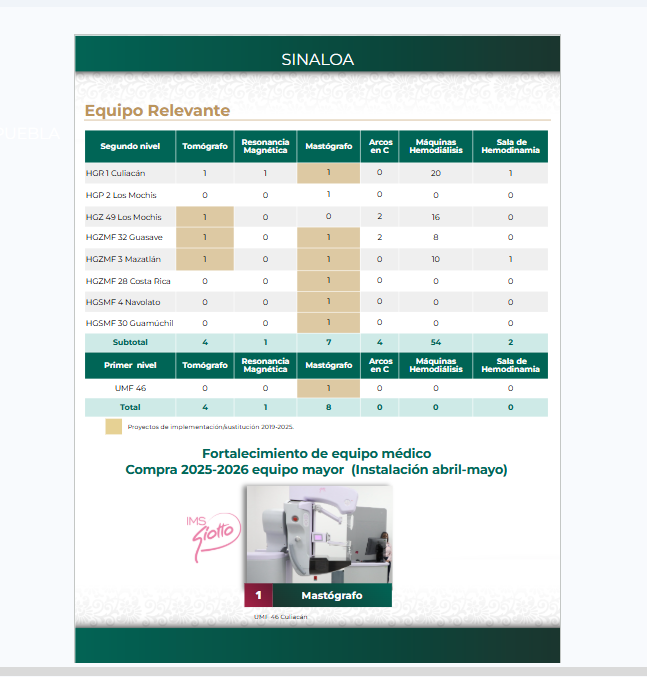 SINALOA
Equipo Relevante
PUEBLA
Segundo nivel Tomógrafo Resonancia Magnética Mastógrafo Arcos en C Máquinas Hemodiálisis Sala de Hemodinamia
HGR 1 Culiacán 1 1 1 0 20 1
HGP 2 Los Mochis 0 0 1 0 0 0
HGZ 49 Los Mochis 1 0 0 2 16 0
HGZMF 32 Guasave 1 0 1 2 8 0
HGZMF 3 Mazatlán 1 0 1 0 10 1
HGZMF 28 Costa Rica 0 0 1 0 0 0
HGSMF 4 Navolato 0 0 1 0 0 0
HGSMF 30 Guamúchil 0 0 1 0 0 0
Subtotal 4 1 7 4 54 2
Primer nivel Tomógrafo Resonancia Magnética Mastógrafo Arcos en C Máquinas Hemodiálisis Sala de Hemodinamia
UMF 46 0 0 1 0 0 0
Total 4 1 8 0 0 0
Proyectos de implementación/sustitución 2019-2025.
Fortalecimiento de equipo médico
Compra 2025-2026 equipo mayor (Instalación abril-mayo)
IMS
Giotto
1 Mastógrafo
UMF 46 Culiacán